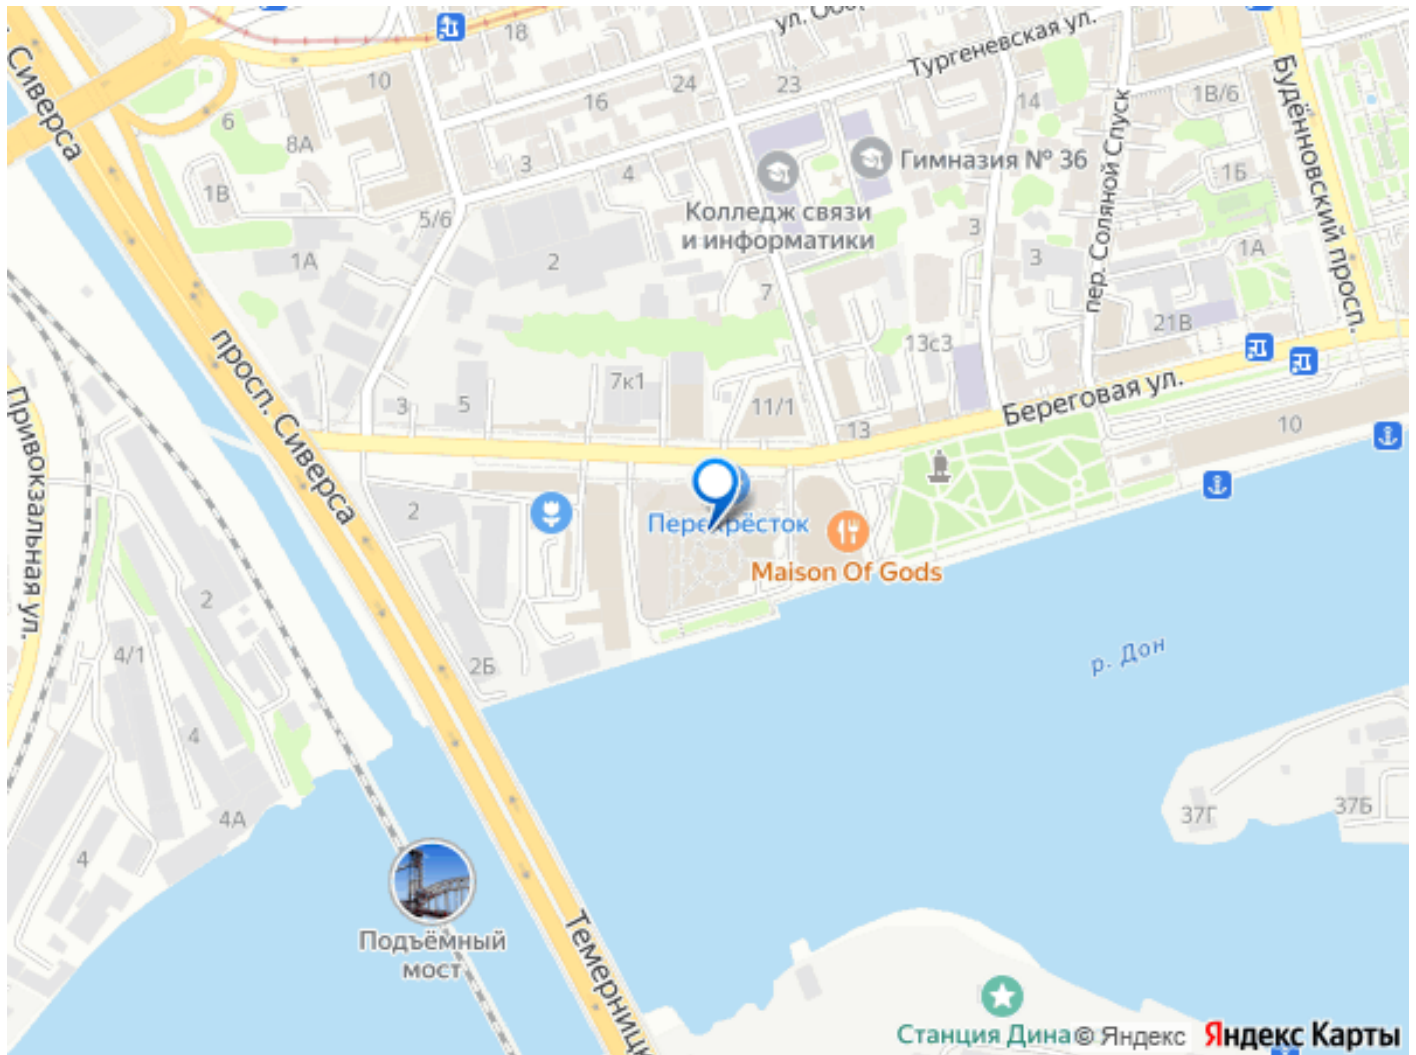 18
ул.
Тургеневская ул.
10
24
23
16
14
1В/6
6
8А
Сиверса
Будённовский просп.
пер. Соляной Спуск
3
4
Гимназия № 36
1Б
1В
5/6
Колледж связи
и информатики
3
3
1А
2
1А
7
21В
13с3
просп. Сиверса
7к1
3
5
11/1
Береговая ул.
13
10
Привокзальная ул.
2
Перекрёсток
Maison Of Gods
2
4/1
2Б
р. Дон
4
4А
37Г
37Б
4
Подъёмный
мост
Станция
© Яндекс
Яндекс Карты